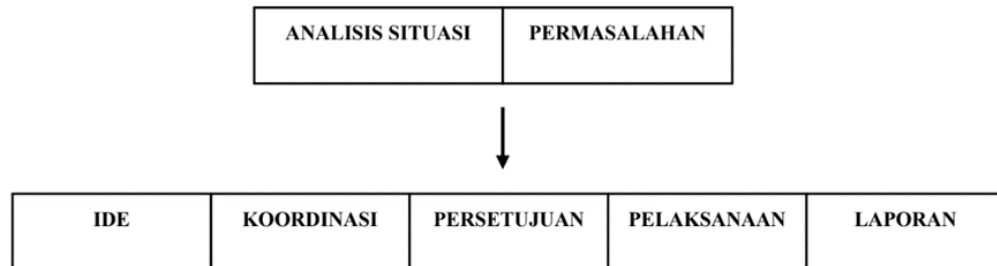 ANALISIS SITUASI PERMASALAHAN
IDE KOORDINASI PERSETUJUAN PELAKSANAAN LAPORAN